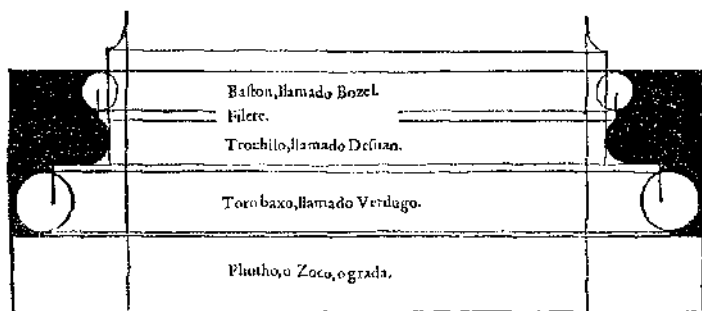 Baston, llamado Bozel.
Filete.
Trochilo, llamado Desuan.
Toro baxo, llamado Verdugo.
Plintho, o Zoco, o grada.